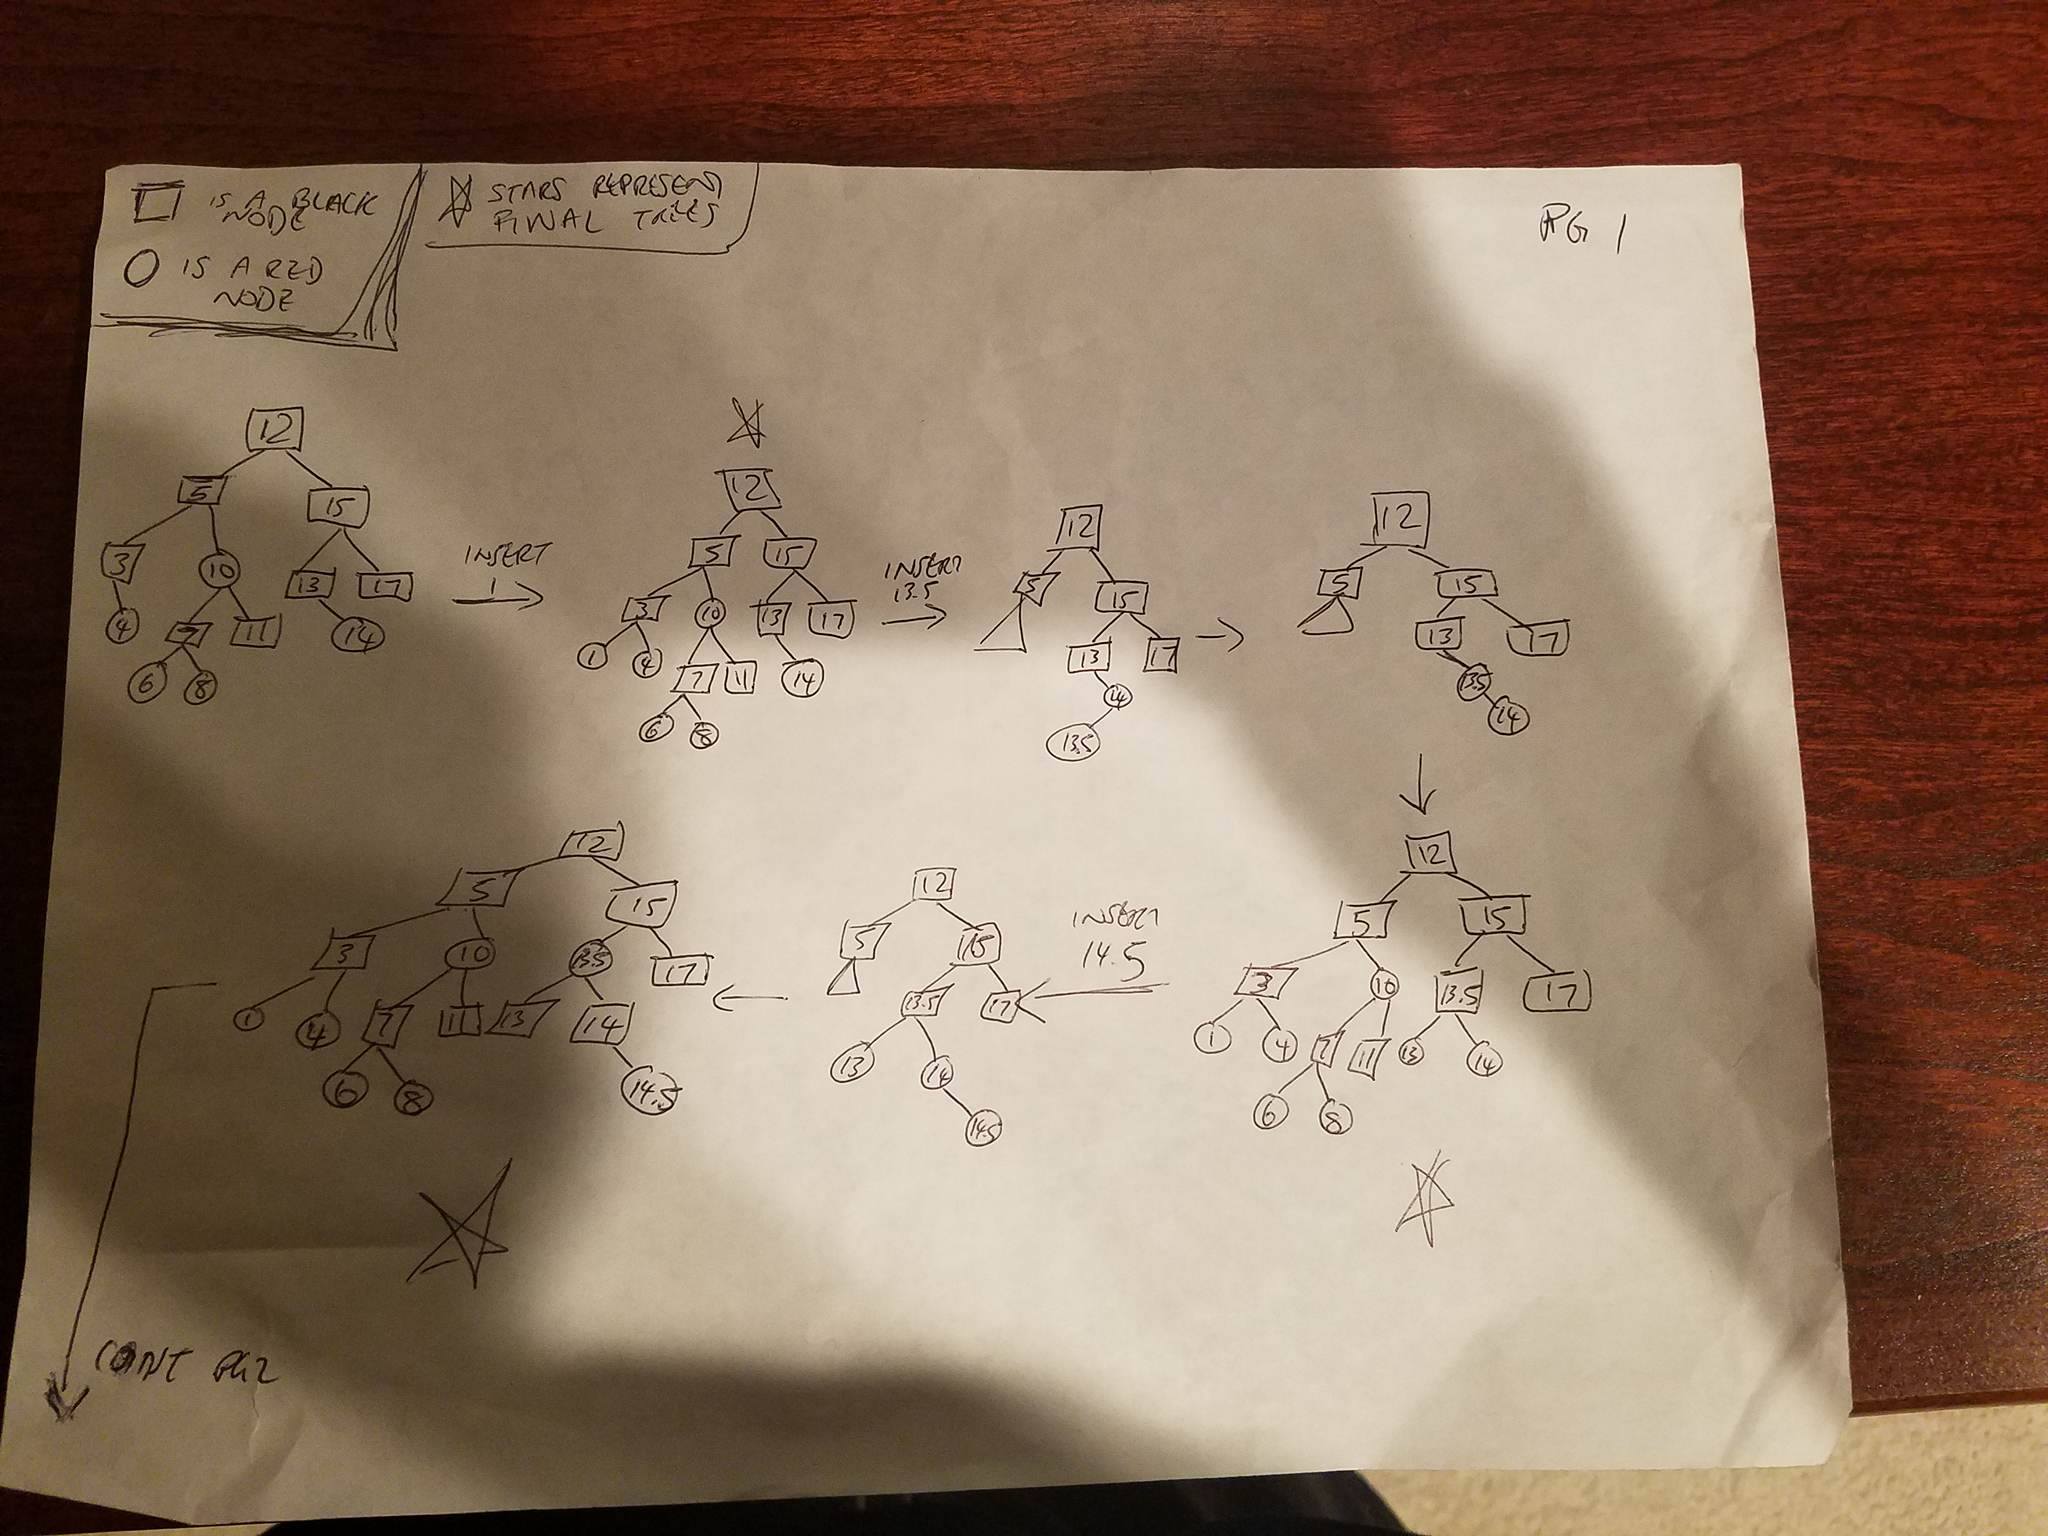 IS A BLACK
NODE
IS A RED
NODE
STARS REPRESENT
FINAL TREES
PG 1
12
5 15
3 10 13 17
4 7 11 14
6 8
INSERT
1
12
5 15
3 10 13 17
1 4 7 11 14
6 8
INSERT
13.5
12
5 15
13 17
14
13.5
12
5 15
13 17
13.5
14
12
5 15
3 10 13.5 17
1 4 7 11 13 14
6 8
INSERT
14.5
12
5 15
13.5 17
13 14
14.5
12
5 15
3 10 13.5 17
1 4 7 11 13 14
6 8 14.5
CONT PG2